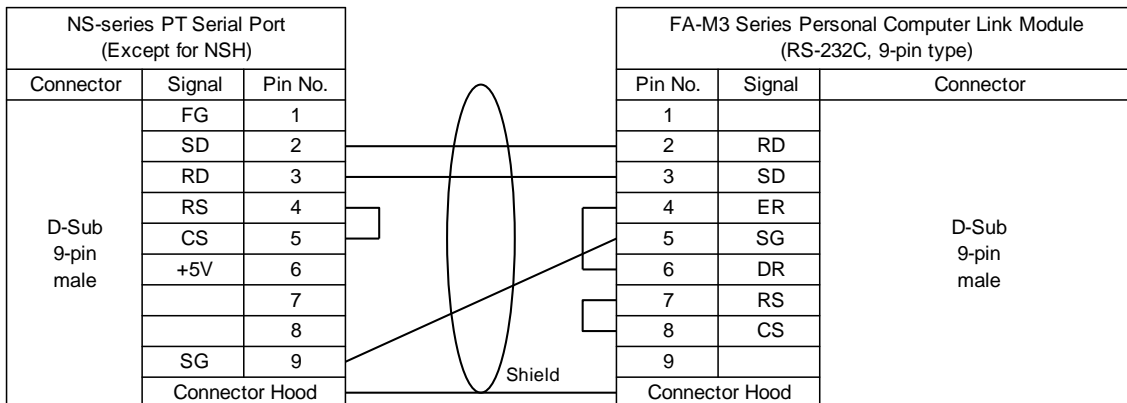 NS-series PT Serial Port
(Except for NSH)
Connector Signal Pin No.
FG 1
SD 2
RD 3
RS 4
CS 5
+5V 6
7
8
SG 9
Connector Hood
D-Sub
9-pin
male
Shield
FA-M3 Series Personal Computer Link Module
(RS-232C, 9-pin type)
Pin No. Signal Connector
1
2 RD
3 SD
4 ER
5 SG
6 DR
7 RS
8 CS
9
Connector Hood
D-Sub
9-pin
male